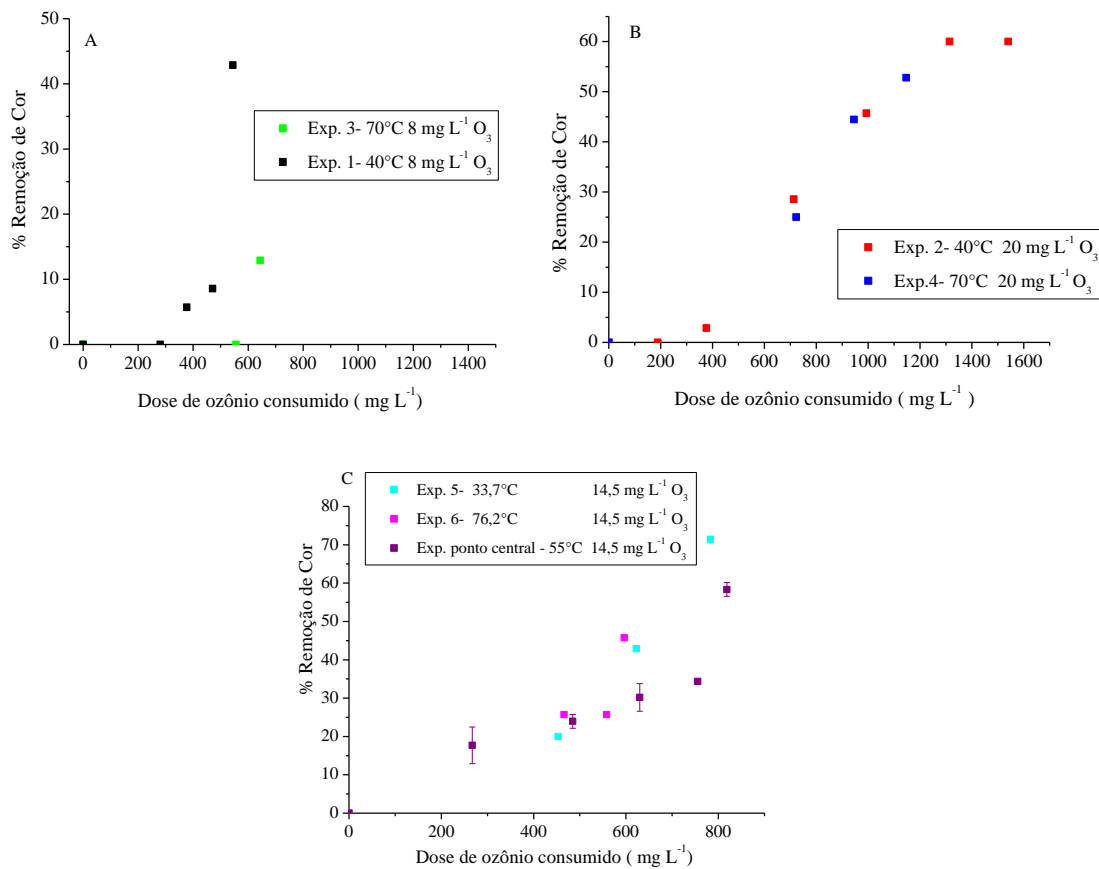 A
% Remoção de Cor
50
40
30
20
10
0
Exp. 3- 70°C 8 mg L⁻¹ O₃
Exp. 1- 40°C 8 mg L⁻¹ O₃
0 200 400 600 800 1000 1200 1400
Dose de ozônio consumido ( mg L⁻¹)
B
% Remoção de Cor
60
50
40
30
20
10
0
Exp. 2- 40°C 20 mg L⁻¹ O₃
Exp.4- 70°C 20 mg L⁻¹ O₃
0 200 400 600 800 1000 1200 1400 1600
Dose de ozônio consumido ( mg L⁻¹ )
C
% Remoção de Cor
80
70
60
50
40
30
20
10
0
Exp. 5- 33,7°C 14,5 mg L⁻¹ O₃
Exp. 6- 76,2°C 14,5 mg L⁻¹ O₃
Exp. ponto central - 55°C 14,5 mg L⁻¹ O₃
0 200 400 600 800
Dose de ozônio consumido ( mg L⁻¹)